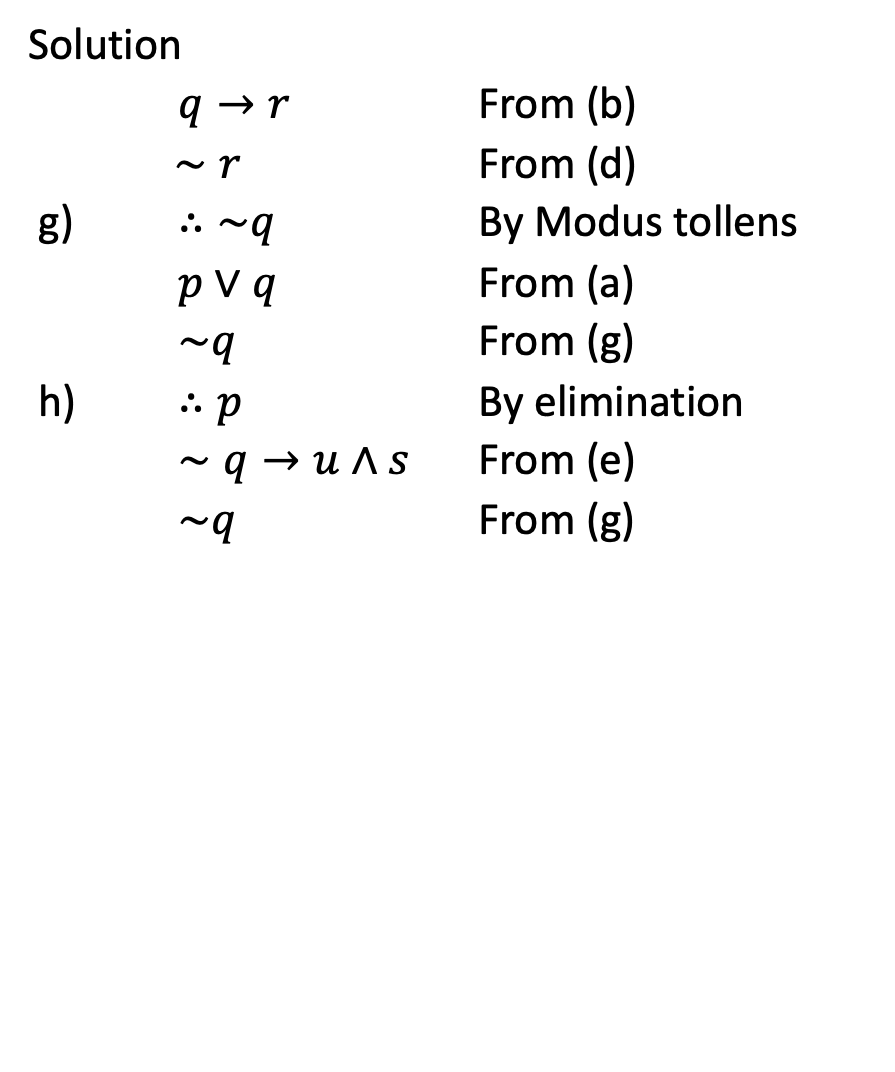 Solution
𝑞 → 𝑟 From (b)
~ 𝑟 From (d)
g) ∴ ~𝑞 By Modus tollens
𝑝 ∨ 𝑞 From (a)
~𝑞 From (g)
h) ∴ 𝑝 By elimination
~ 𝑞 → 𝑢 ∧ 𝑠 From (e)
~𝑞 From (g)